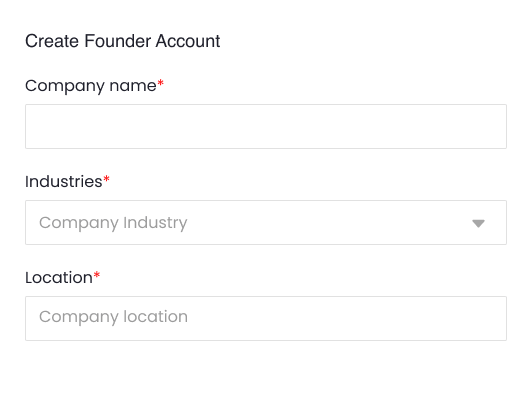 Create Founder Account
Company name*
Industries*
Company Industry
Location*
Company location